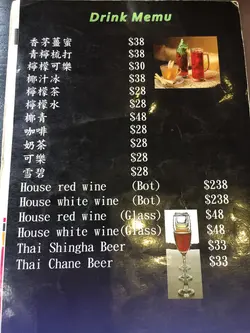 Drink Memu
香茅薑蜜 $38
青檸梳打 $38
檸檬可樂 $30
椰汁冰 $38
檸檬茶 $28
檸檬水 $28
椰青 $48
咖啡 $28
奶茶 $28
可樂 $28
雪碧 $28
House red wine (Bot) $238
House white wine (Bot) $238
House red wine (Glass) $48
House white wine(Glass) $48
Thai Shingha Beer $33
Thai Chane Beer $33